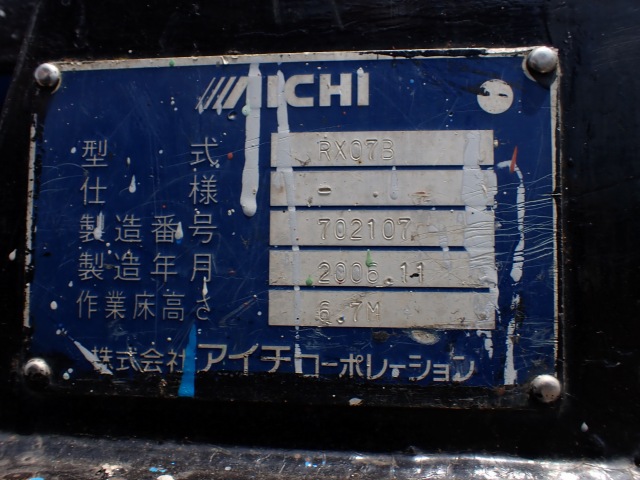 AICHI
型式 RX07B
仕様 -
製造番号 702107
製造年月 2006.11
作業床高さ 6.7M
株式会社アイチコーポレーション